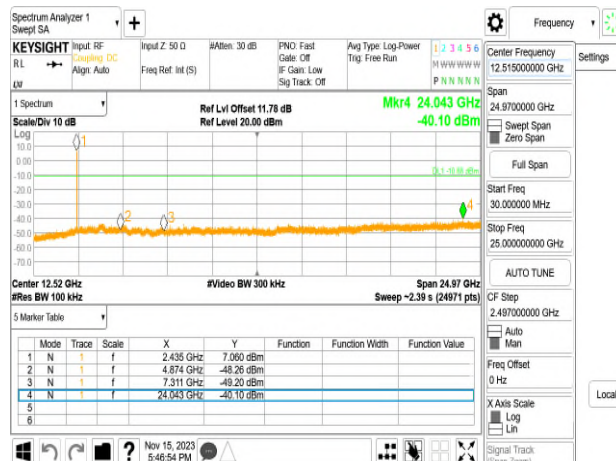 Spectrum Analyzer 1
Swept SA
Frequency
KEYSIGHT
RL
Input: RF
Coupling: DC
Align: Auto
Input Z: 50 Ω
Freq Ref: Int (S)
#Atten: 30 dB
PNO: Fast
Gate: Off
IF Gain: Low
Sig Track: Off
Avg Type: Log-Power
Trig: Free Run
1 2 3 4 5 6
M W W W W W
P N N N N N
1 Spectrum
Scale/Div 10 dB
Ref Lvl Offset 11.78 dB
Ref Level 20.00 dBm
Mkr4 24.043 GHz
-40.10 dBm
Log
10.0
0.00
-10.0
-20.0
-30.0
-40.0
-50.0
-60.0
-70.0
1
2
3
4
Center 12.52 GHz
#Res BW 100 kHz
#Video BW 300 kHz
Span 24.97 GHz
Sweep ~2.39 s (24971 pts)
5 Marker Table
Mode Trace Scale X Y Function Function Width Function Value
1 N 1 f 2.435 GHz 7.060 dBm
2 N 1 f 4.874 GHz -48.26 dBm
3 N 1 f 7.311 GHz -49.20 dBm
4 N 1 f 24.043 GHz -40.10 dBm
5
6
Nov 15, 2023
5:46:54 PM
Center Frequency
12.515000000 GHz
Settings
Span
24.9700000 GHz
Swept Span
Zero Span
Full Span
Start Freq
30.000000 MHz
Stop Freq
25.000000000 GHz
AUTO TUNE
CF Step
2.497000000 GHz
Auto
Man
Freq Offset
0 Hz
Local
X Axis Scale
Log
Lin
Signal Track